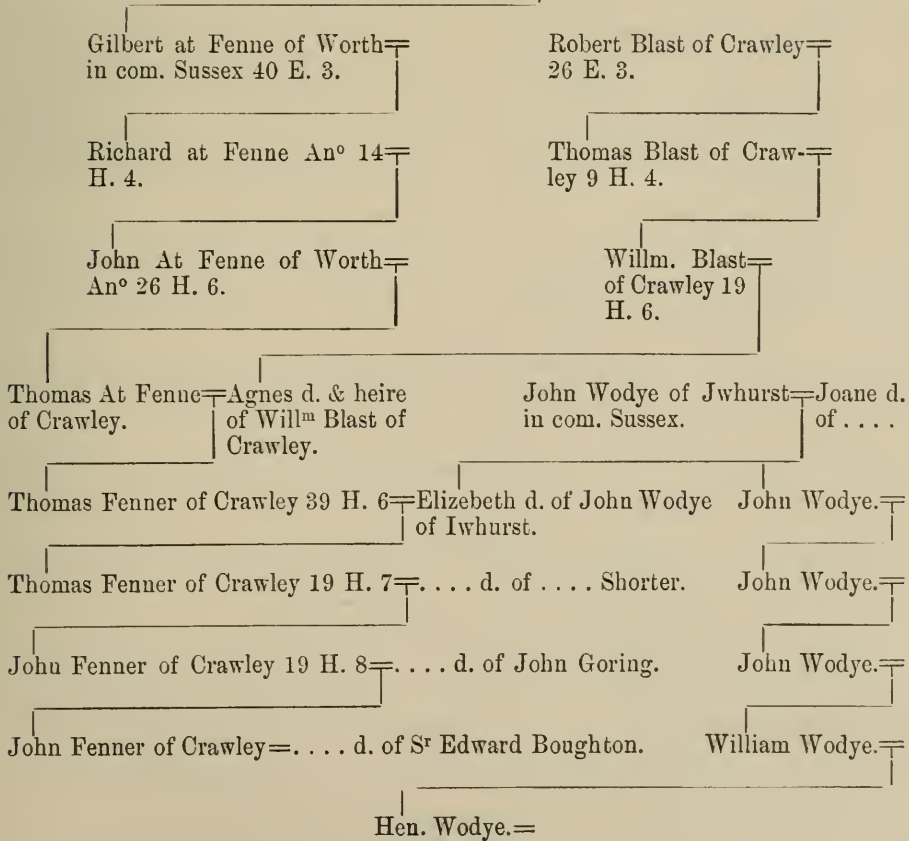 Gilbert at Fenne of Worth
in com. Sussex 40 E. 3.
Robert Blast of Crawley
26 E. 3.
Richard at Fenne Anº 14
H. 4.
Thomas Blast of Craw-
ley 9 H. 4.
John At Fenne of Worth
Anº 26 H. 6.
Willm. Blast
of Crawley 19
H. 6.
Thomas At Fenne=Agnes d. & heire
of Crawley. of Willᵐ Blast of
Crawley.
John Wodye of Jwhurst=Joane d.
in com. Sussex. of . . . .
Thomas Fenner of Crawley 39 H. 6=Elizebeth d. of John Wodye
of Iwhurst.
John Wodye.=
Thomas Fenner of Crawley 19 H. 7=. . . . d. of . . . . Shorter.
John Wodye.=
John Fenner of Crawley 19 H. 8=. . . . d. of John Goring.
John Wodye.=
John Fenner of Crawley=. . . . d. of Sʳ Edward Boughton.
William Wodye.=
Hen. Wodye.=